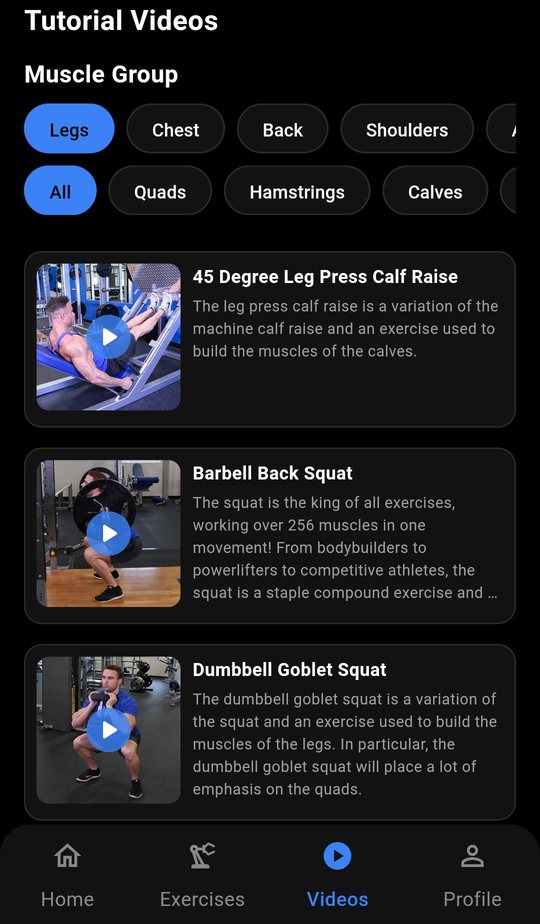 Tutorial Videos
Muscle Group
Legs Chest Back Shoulders
All Quads Hamstrings Calves
45 Degree Leg Press Calf Raise
The leg press calf raise is a variation of the
machine calf raise and an exercise used to
build the muscles of the calves.
Barbell Back Squat
The squat is the king of all exercises,
working over 256 muscles in one
movement! From bodybuilders to
powerlifters to competitive athletes, the
squat is a staple compound exercise and …
Dumbbell Goblet Squat
The dumbbell goblet squat is a variation of
the squat and an exercise used to build the
muscles of the legs. In particular, the
dumbbell goblet squat will place a lot of
emphasis on the quads.
Home Exercises Videos Profile